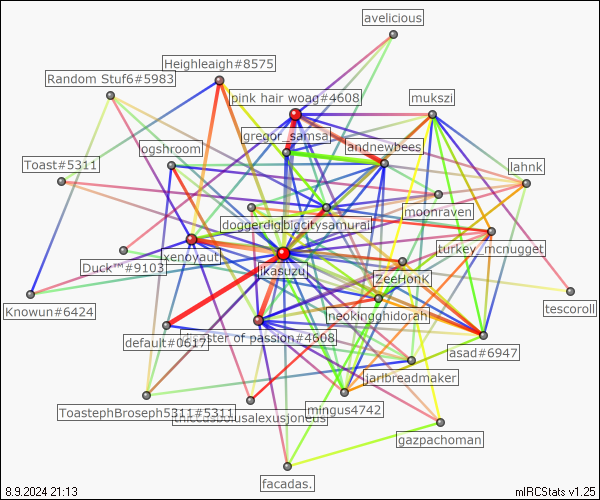 avelicious
Heighleaigh#8575
Random Stuf6#5983
pink hair woag#4608
mukszi
gregor_samsa
logshroom
andnewbees
Toast#5311
lahnk
moonraven
doggerdigbigcitysamurai
turkey_mcnugget
xenoyaut
Duck™#9103
ikasuzu
ZeeHonk
Knowun#6424
tescoroll
neokingghidorah
default#0617
ster of passion#4608
asad#6947
jarlbreadmaker
ToastephBroseph5311#5311
mingus4742
gazpachoman
facadas.
8.9.2024 21:13
mIRCStats v1.25